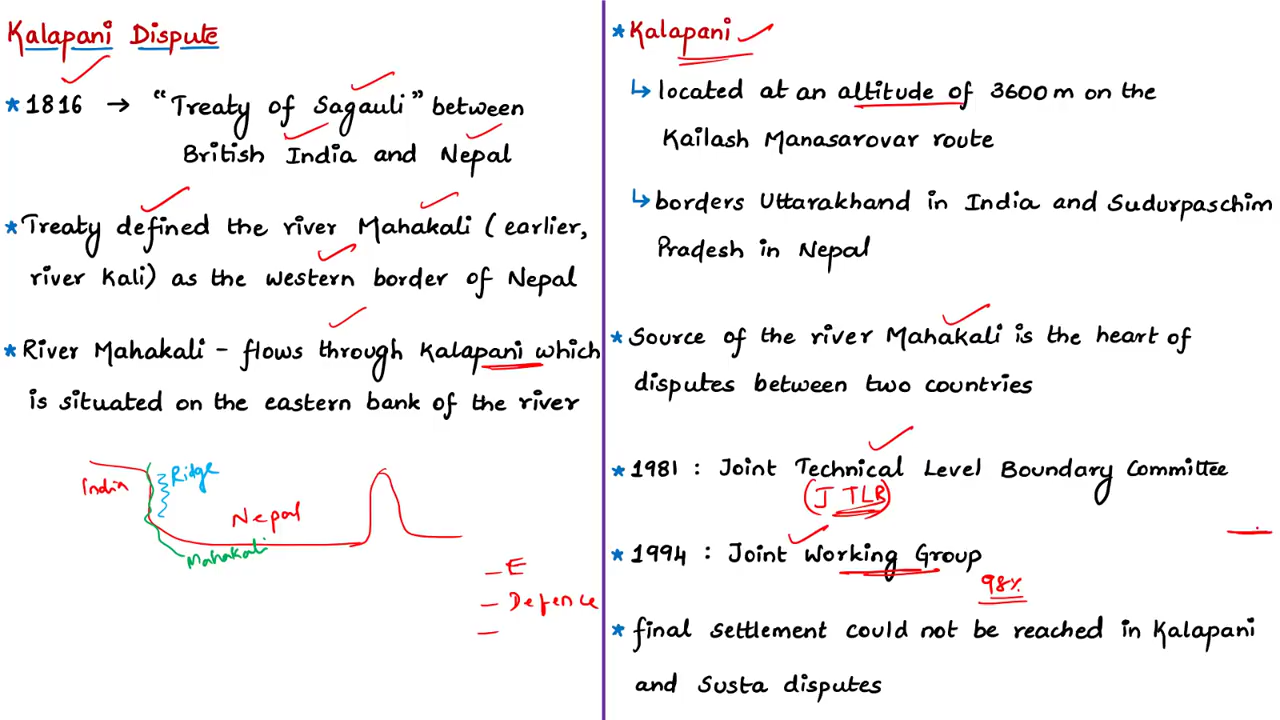 Kalapani Dispute
* 1816 → "Treaty of Sagauli" between
British India and Nepal
* Treaty defined the river Mahakali (earlier,
river Kali) as the western border of Nepal
* River Mahakali - flows through Kalapani which
is situated on the eastern bank of the river
India
Ridge
Nepal
Mahakali
- E
- Defence
-
* Kalapani
↳ located at an altitude of 3600m on the
Kailash Manasarovar route
↳ borders Uttarakhand in India and Sudurpaschim
Pradesh in Nepal
* Source of the river Mahakali is the heart of
disputes between two countries
* 1981 : Joint Technical Level Boundary Committee
(JTLB)
* 1994 : Joint Working Group
98%
* final settlement could not be reached in Kalapani
and Susta disputes